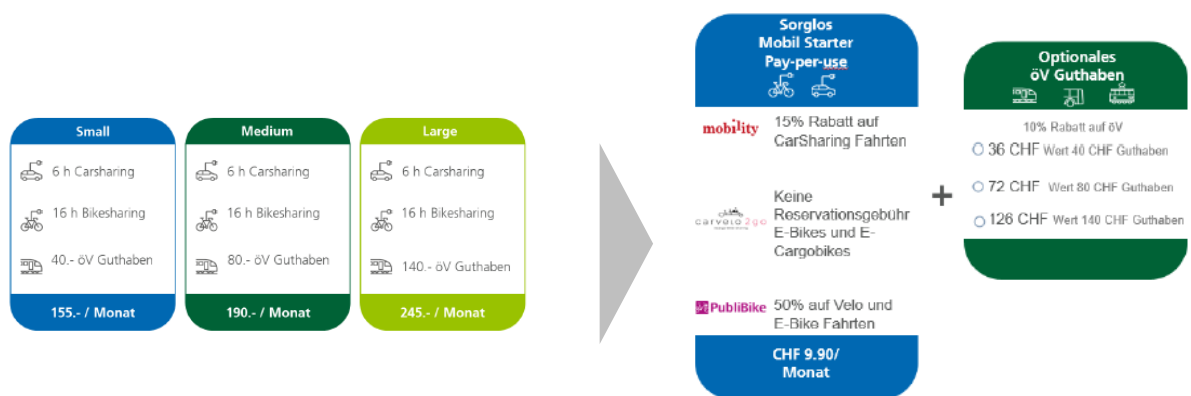 Small
6 h Carsharing
16 h Bikesharing
40.- öV Guthaben
155.- / Monat
Medium
6 h Carsharing
16 h Bikesharing
80.- öV Guthaben
190.- / Monat
Large
6 h Carsharing
16 h Bikesharing
140.- öV Guthaben
245.- / Monat
Sorglos
Mobil Starter
Pay-per-use
mobility
15% Rabatt auf
CarSharing Fahrten
carvelo2go
Keine
Reservationsgebühr
E-Bikes und E-
Cargobikes
PubliBike
50% auf Velo und
E-Bike Fahrten
CHF 9.90/
Monat
+
Optionales
öV Guthaben
10% Rabatt auf öV
36 CHF Wert 40 CHF Guthaben
72 CHF Wert 80 CHF Guthaben
126 CHF Wert 140 CHF Guthaben